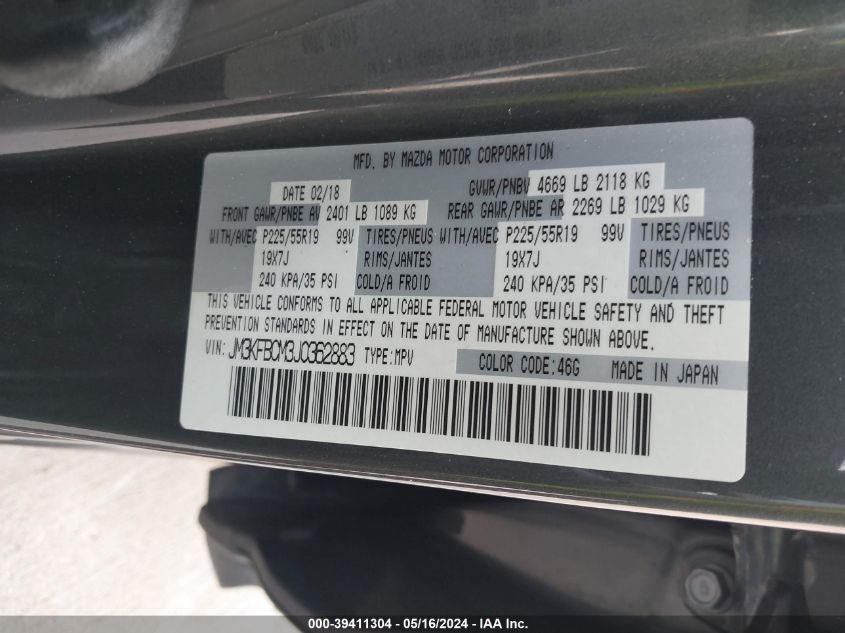 MFD. BY MAZDA MOTOR CORPORATION
DATE 02/18 GVWR/PNBV 4669 LB 2118 KG
FRONT GAWR/PNBE AV 2401 LB 1089 KG REAR GAWR/PNBE AR 2269 LB 1029 KG
WITH/AVEC P225/55R19 99V TIRES/PNEUS WITH/AVEC P225/55R19 99V TIRES/PNEUS
19X7J RIMS/JANTES 19X7J RIMS/JANTES
240 KPA/35 PSI COLD/A FROID 240 KPA/35 PSI COLD/A FROID
THIS VEHICLE CONFORMS TO ALL APPLICABLE FEDERAL MOTOR VEHICLE SAFETY AND THEFT
PREVENTION STANDARDS IN EFFECT ON THE DATE OF MANUFACTURE SHOWN ABOVE.
VIN: JM3KFBCM3J0362883 TYPE:MPV COLOR CODE:46G MADE IN JAPAN
000-39411304 - 05/16/2024 - IAA Inc.